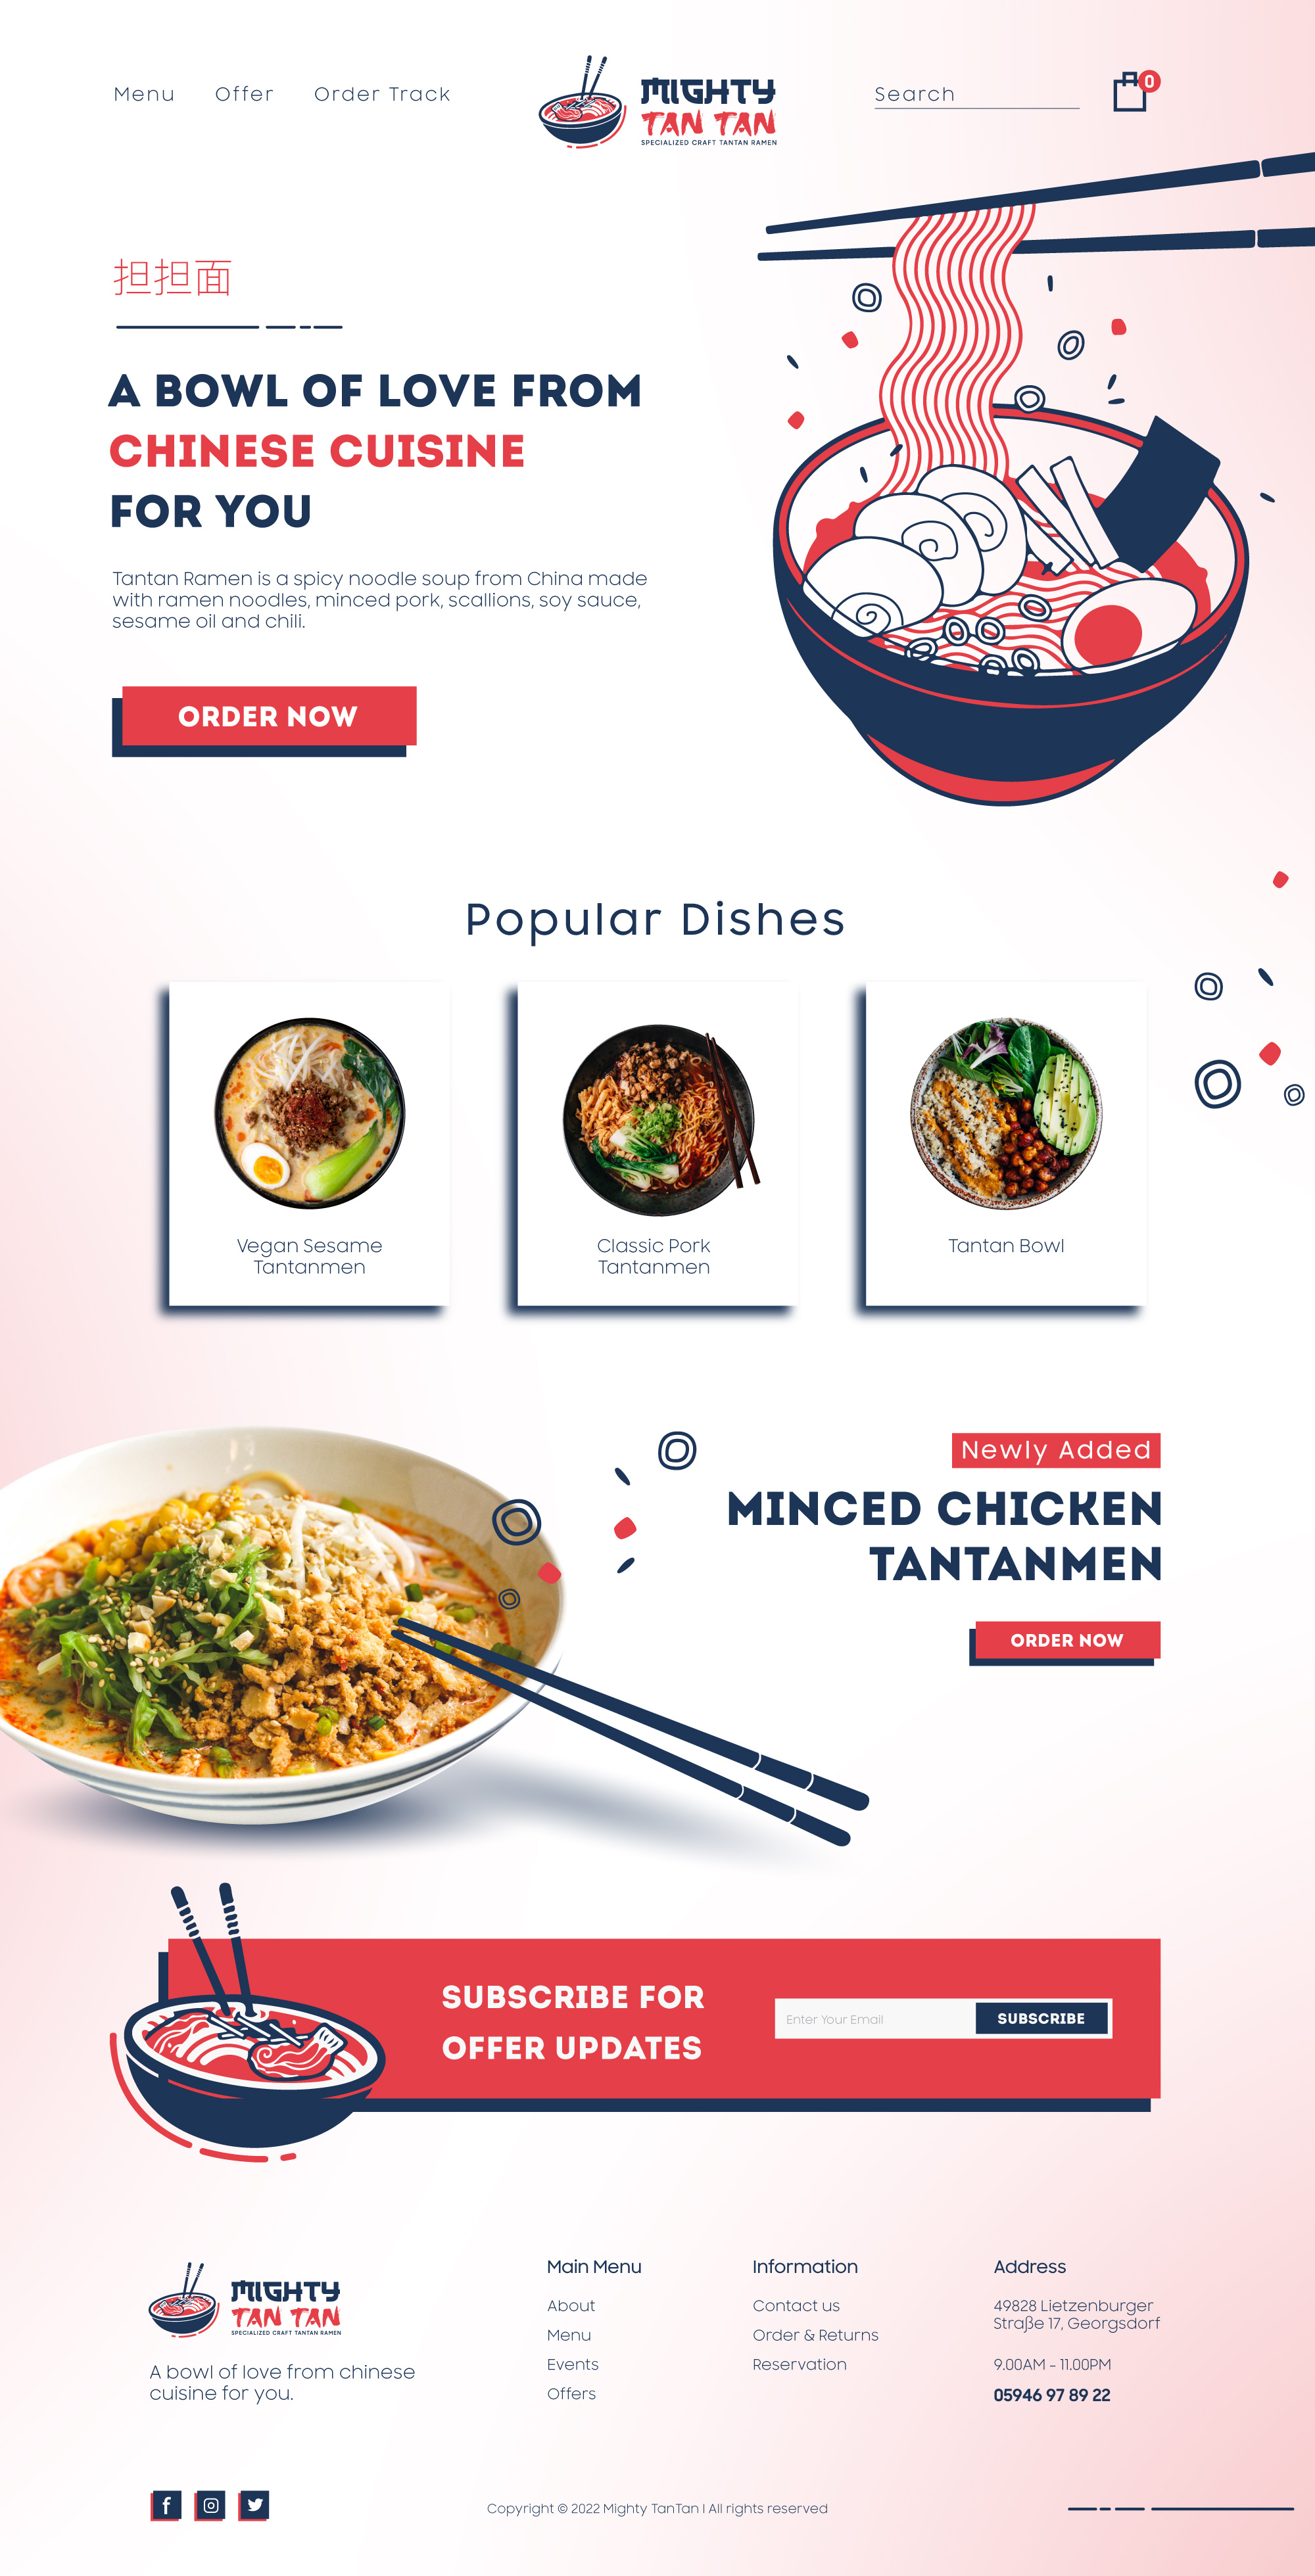 Menu
Offer
Order Track
MIGHTY
TAN TAN
SPECIALIZED CRAFT TANTAN RAMEN
Search
0
担担面
A BOWL OF LOVE FROM
CHINESE CUISINE
FOR YOU
Tantan Ramen is a spicy noodle soup from China made
with ramen noodles, minced pork, scallions, soy sauce,
sesame oil and chili.
ORDER NOW
Popular Dishes
Vegan Sesame
Tantanmen
Classic Pork
Tantanmen
Tantan Bowl
Newly Added
MINCED CHICKEN
TANTANMEN
ORDER NOW
SUBSCRIBE FOR
OFFER UPDATES
Enter Your Email
SUBSCRIBE
MIGHTY
TAN TAN
SPECIALIZED CRAFT TANTAN RAMEN
A bowl of love from chinese
cuisine for you.
Main Menu
About
Menu
Events
Offers
Information
Contact us
Order & Returns
Reservation
Address
49828 Lietzenburger
Straße 17, Georgsdorf
9.00AM - 11.00PM
05946 97 89 22
f
Copyright © 2022 Mighty TanTan I All rights reserved